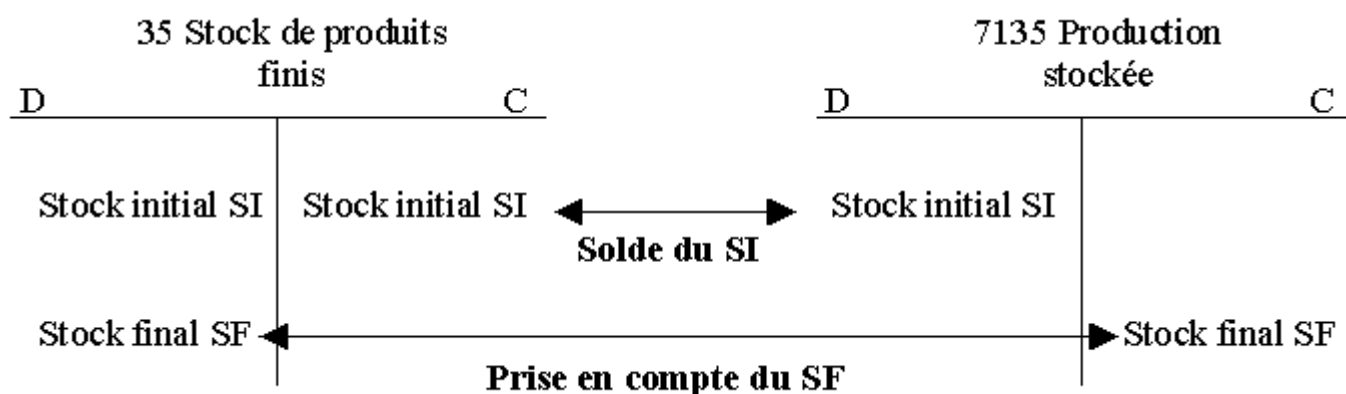 35 Stock de produits finis
7135 Production stockée
D C D C
Stock initial SI Stock initial SI Stock initial SI
Solde du SI
Stock final SF Stock final SF
Prise en compte du SF